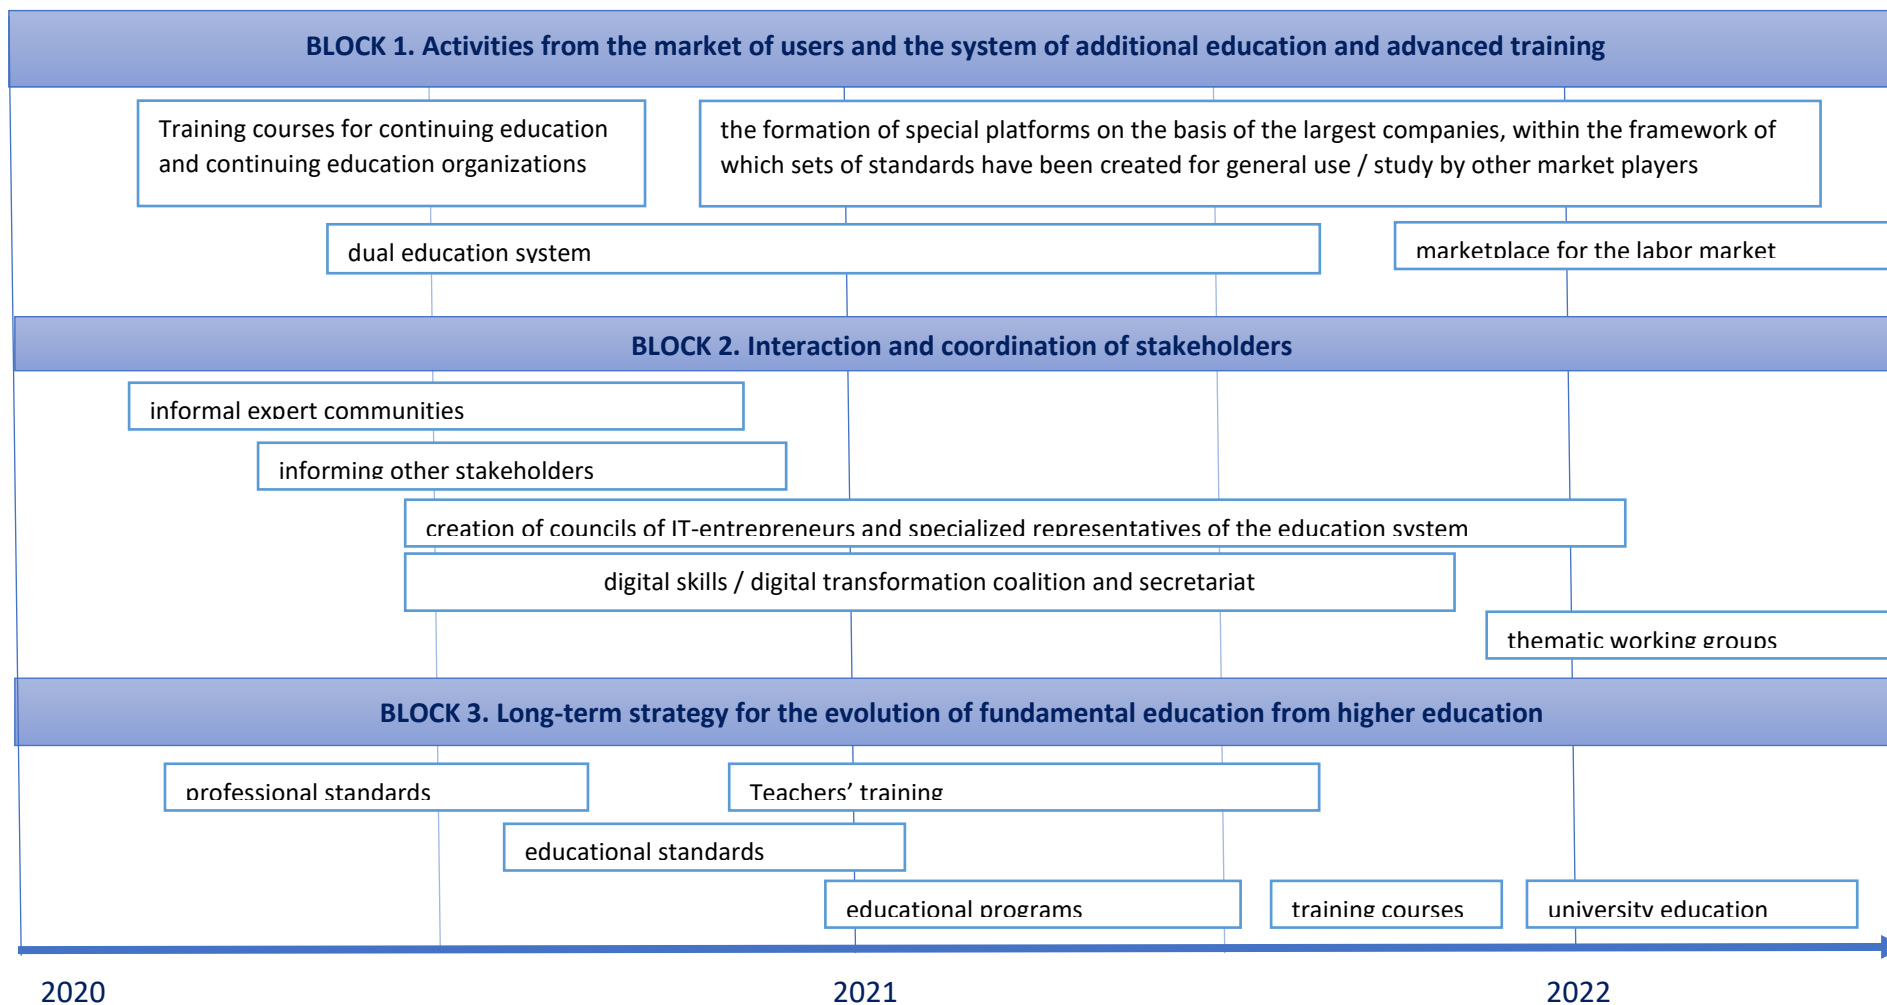 BLOCK 1. Activities from the market of users and the system of additional education and advanced training
Training courses for continuing education
and continuing education organizations
the formation of special platforms on the basis of the largest companies, within the framework of
which sets of standards have been created for general use / study by other market players
dual education system
marketplace for the labor market
BLOCK 2. Interaction and coordination of stakeholders
informal expert communities
informing other stakeholders
creation of councils of IT-entrepreneurs and specialized representatives of the education system
digital skills / digital transformation coalition and secretariat
thematic working groups
BLOCK 3. Long-term strategy for the evolution of fundamental education from higher education
professional standards
Teachers’ training
educational standards
educational programs
training courses
university education
2020
2021
2022